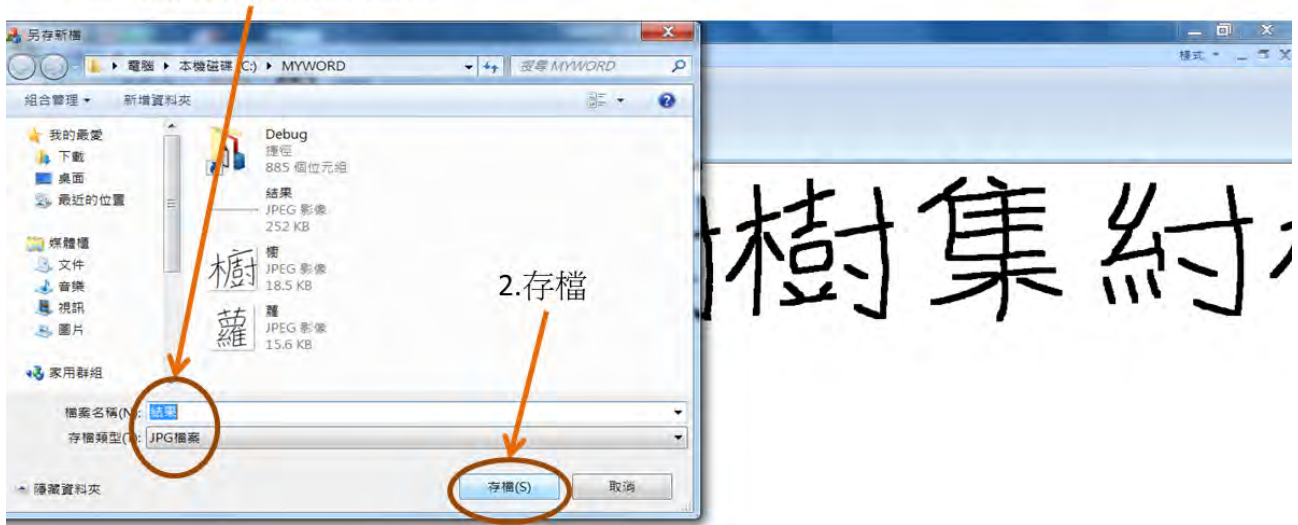 另存新檔
電腦 ▸ 本機磁碟 (C:) ▸ MYWORD
搜尋 MYWORD
樣式
組合管理
新增資料夾
我的最愛
下載
桌面
最近的位置
媒體櫃
文件
音樂
視訊
圖片
家用群組
Debug
捷徑
885 個位元組
結果
JPEG 影像
252 KB
櫥
JPEG 影像
18.5 KB
蘿
JPEG 影像
15.6 KB
2.存檔
樹集紂
檔案名稱(N): 結果
存檔類型(T): JPG檔案
隱藏資料夾
存檔(S)
取消